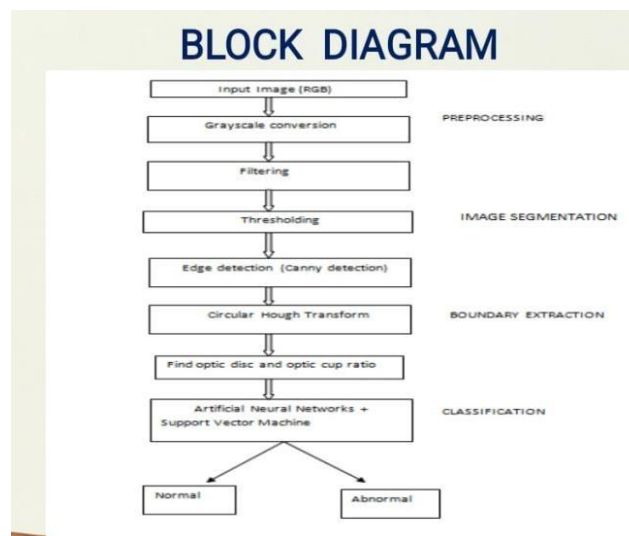 BLOCK DIAGRAM
Input Image (RGB)
Grayscale conversion
PREPROCESSING
Filtering
Thresholding
IMAGE SEGMENTATION
Edge detection (Canny detection)
Circular Hough Transform
BOUNDARY EXTRACTION
Find optic disc and optic cup ratio
Artificial Neural Networks +
Support Vector Machine
CLASSIFICATION
Normal
Abnormal